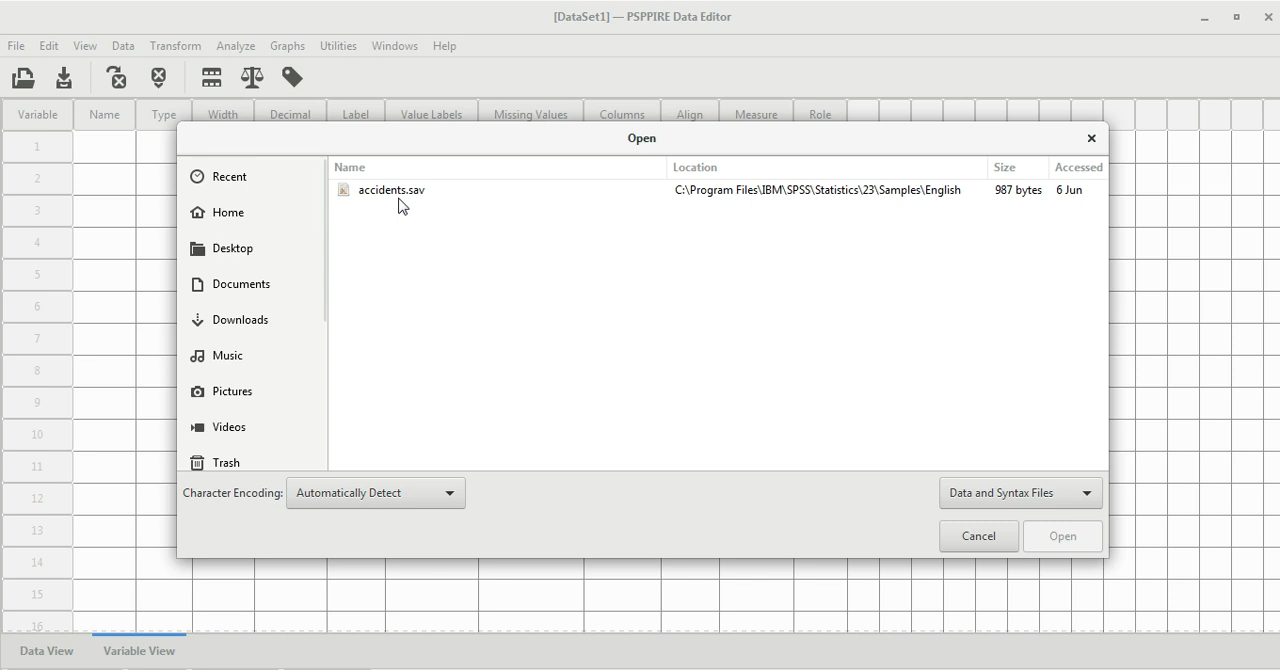 [DataSet1] — PSPPIRE Data Editor
File Edit View Data Transform Analyze Graphs Utilities Windows Help
Variable Name Type Width Decimal Label Value Labels Missing Values Columns Align Measure Role
1
2
3
4
5
6
7
8
9
10
11
12
13
14
15
16
Open
Recent
Home
Desktop
Documents
Downloads
Music
Pictures
Videos
Trash
Name Location Size Accessed
accidents.sav C:\Program Files\IBM\SPSS\Statistics\23\Samples\English 987 bytes 6 Jun
Character Encoding: Automatically Detect Data and Syntax Files
Cancel Open
Data View Variable View